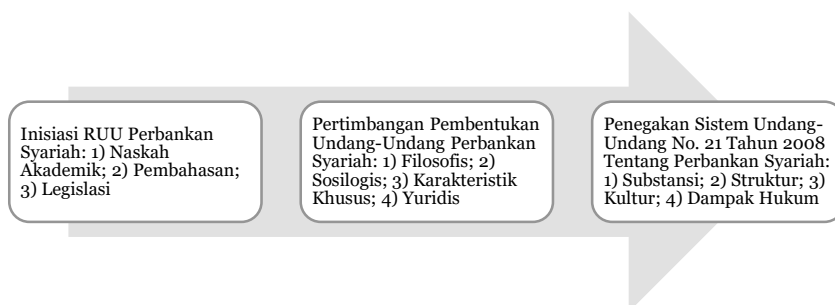 Inisiasi RUU Perbankan
Syariah: 1) Naskah
Akademik; 2) Pembahasan;
3) Legislasi
Pertimbangan Pembentukan
Undang-Undang Perbankan
Syariah: 1) Filosofis; 2)
Sosilogis; 3) Karakteristik
Khusus; 4) Yuridis
Penegakan Sistem Undang-
Undang No. 21 Tahun 2008
Tentang Perbankan Syariah:
1) Substansi; 2) Struktur; 3)
Kultur; 4) Dampak Hukum